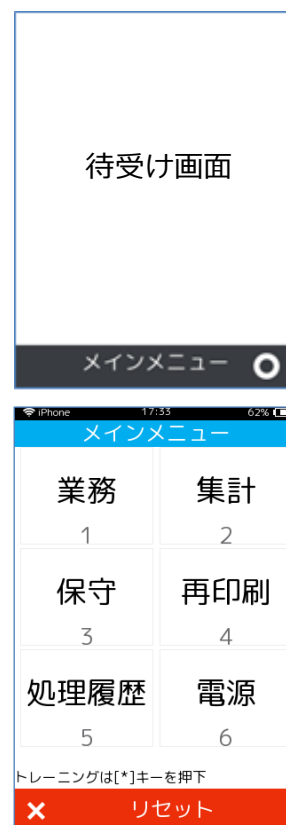 待受け画面
メインメニュー
iPhone 17:33 62%
メインメニュー
業務 集計
1 2
保守 再印刷
3 4
処理履歴 電源
5 6
トレーニングは[*]キーを押下
× リセット